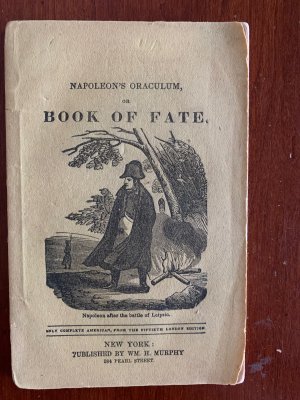 NAPOLEON'S ORACULUM,
OR
BOOK OF FATE.
Napoleon after the battle of Leipsic.
ONLY COMPLETE AMERICAN, FROM THE FIFTIETH LONDON EDITION
NEW YORK:
PUBLISHED BY WM. H. MURPHY
384 PEARL STREET.